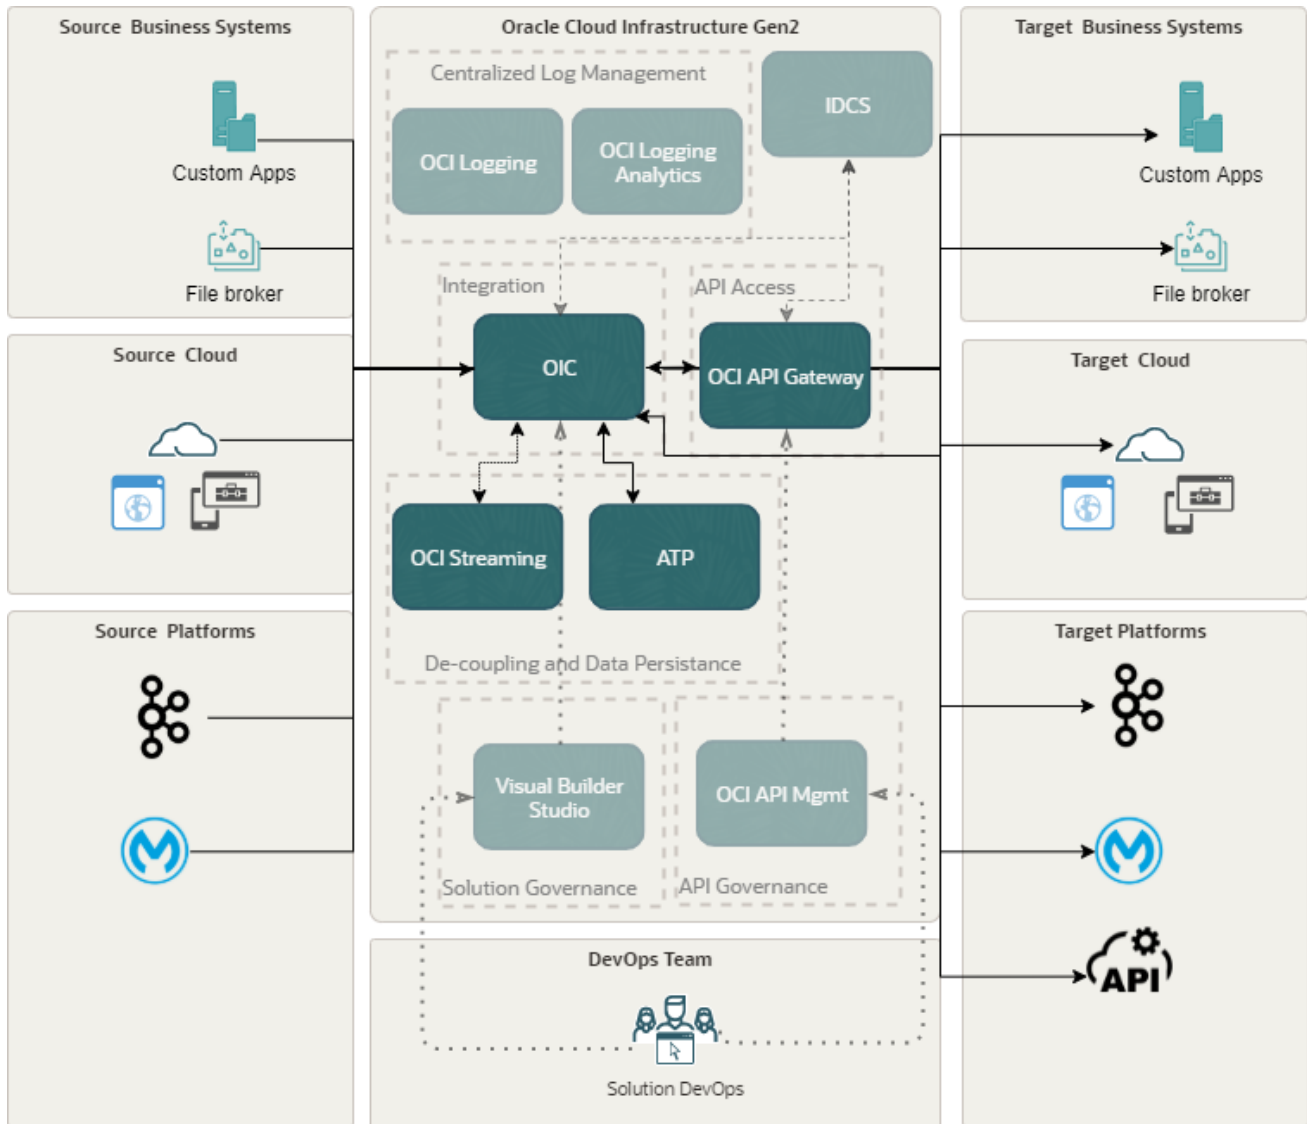 Source Business Systems
Custom Apps
File broker
Source Cloud
Source Platforms
Oracle Cloud Infrastructure Gen2
Centralized Log Management
OCI Logging
OCI Logging
Analytics
IDCS
Integration
API Access
OIC
OCI API Gateway
OCI Streaming
ATP
De-coupling and Data Persistance
Visual Builder
Studio
OCI API Mgmt
Solution Governance
API Governance
DevOps Team
Solution DevOps
Target Business Systems
Custom Apps
File broker
Target Cloud
Target Platforms
API